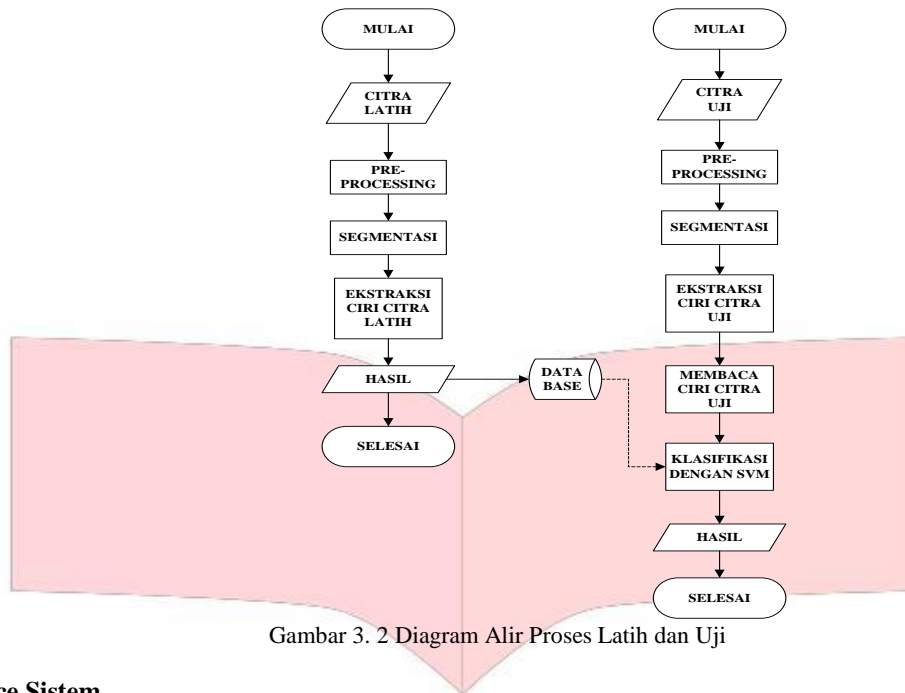 MULAI
CITRA
LATIH
PRE-
PROCESSING
SEGMENTASI
EKSTRAKSI
CIRI CITRA
LATIH
HASIL
SELESAI
DATA
BASE
MULAI
CITRA
UJI
PRE-
PROCESSING
SEGMENTASI
EKSTRAKSI
CIRI CITRA
UJI
MEMBACA
CIRI CITRA
UJI
KLASIFIKASI
DENGAN SVM
HASIL
SELESAI
Gambar 3. 2 Diagram Alir Proses Latih dan Uji
Sistem